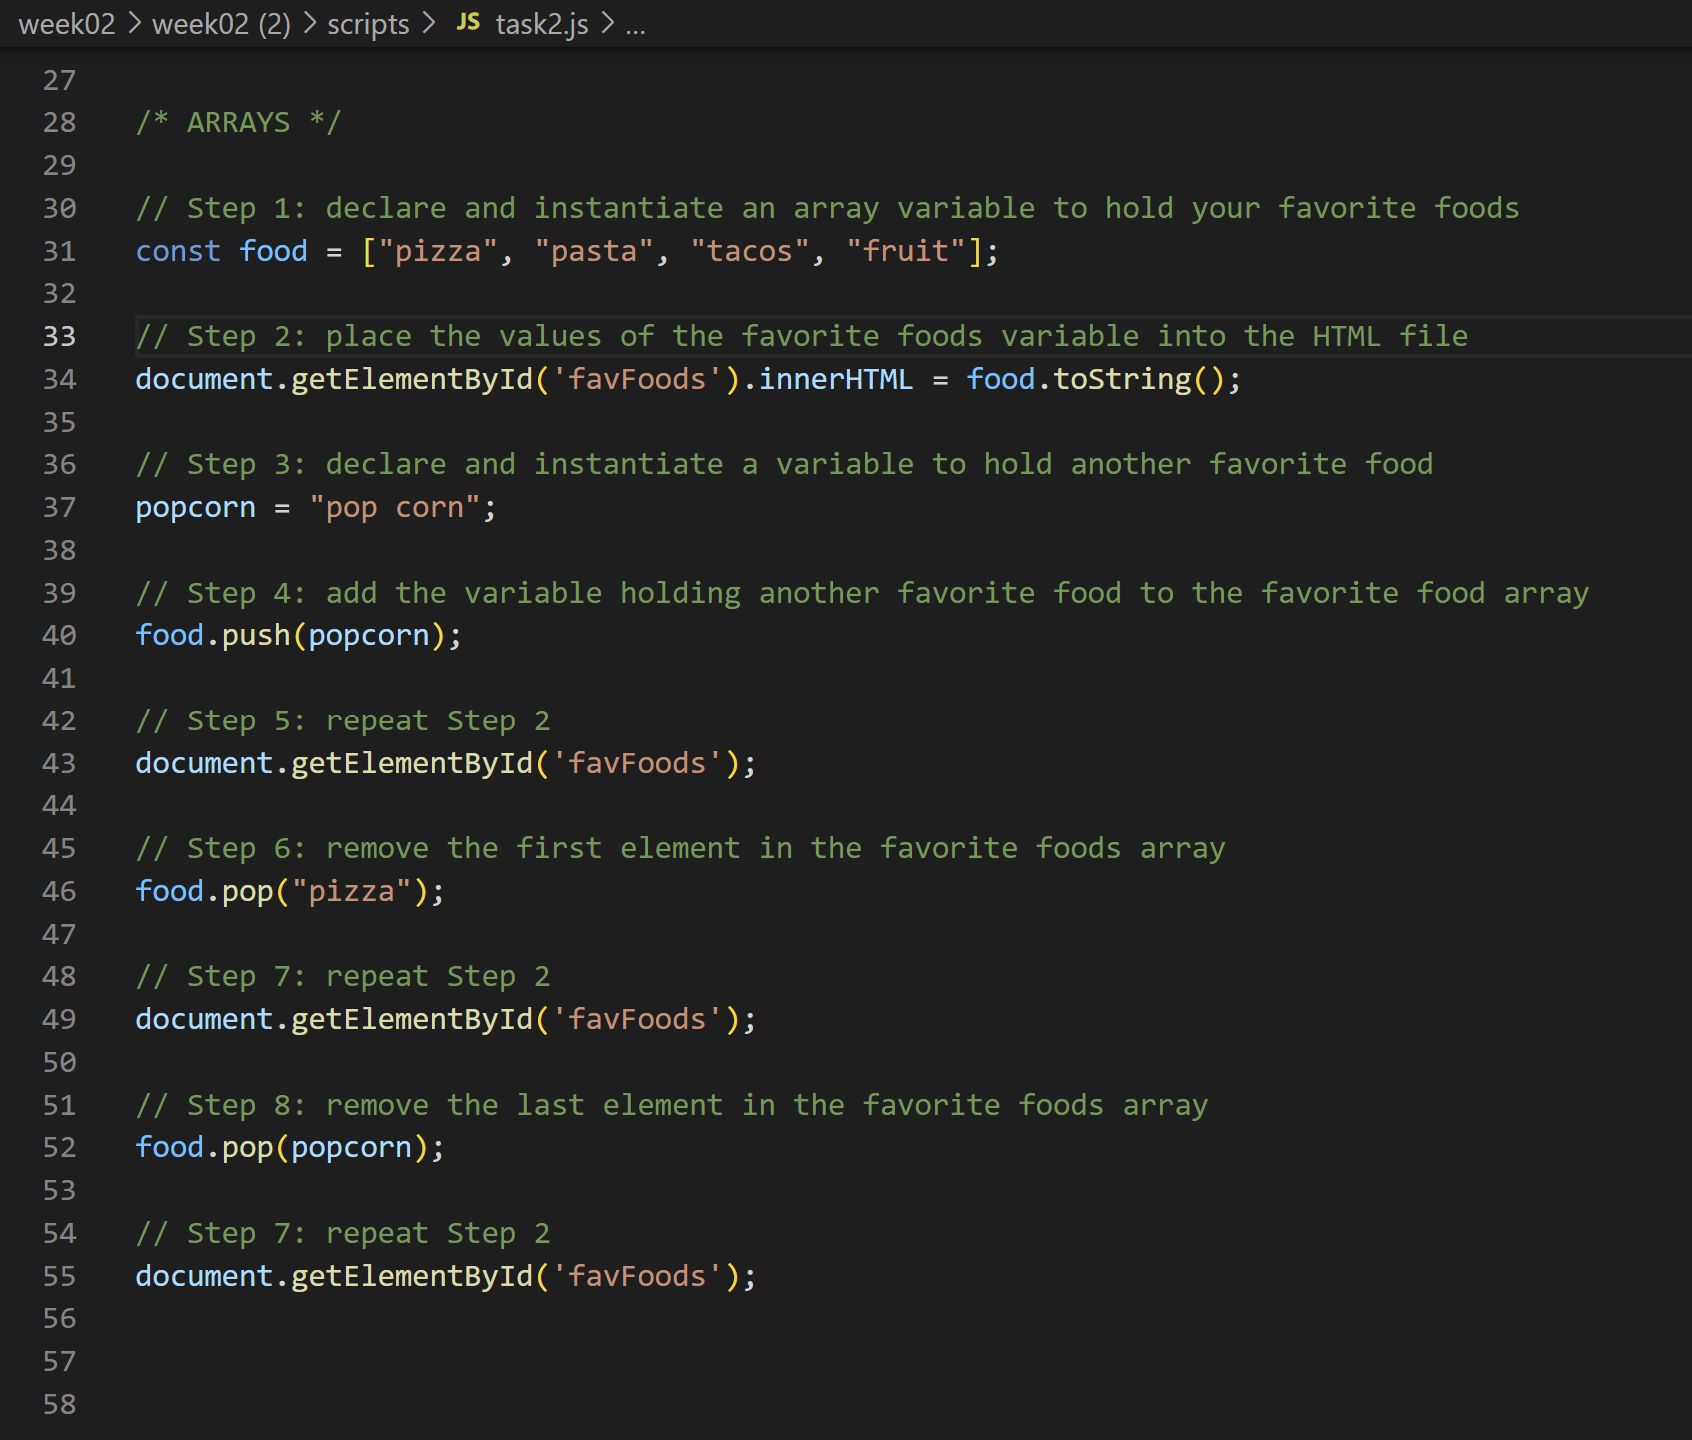 week02 > week02 (2) > scripts > JS task2.js > ...
27
28 /* ARRAYS */
29
30 // Step 1: declare and instantiate an array variable to hold your favorite foods
31 const food = ["pizza", "pasta", "tacos", "fruit"];
32
33 // Step 2: place the values of the favorite foods variable into the HTML file
34 document.getElementById('favFoods').innerHTML = food.toString();
35
36 // Step 3: declare and instantiate a variable to hold another favorite food
37 popcorn = "pop corn";
38
39 // Step 4: add the variable holding another favorite food to the favorite food array
40 food.push(popcorn);
41
42 // Step 5: repeat Step 2
43 document.getElementById('favFoods');
44
45 // Step 6: remove the first element in the favorite foods array
46 food.pop("pizza");
47
48 // Step 7: repeat Step 2
49 document.getElementById('favFoods');
50
51 // Step 8: remove the last element in the favorite foods array
52 food.pop(popcorn);
53
54 // Step 7: repeat Step 2
55 document.getElementById('favFoods');
56
57
58